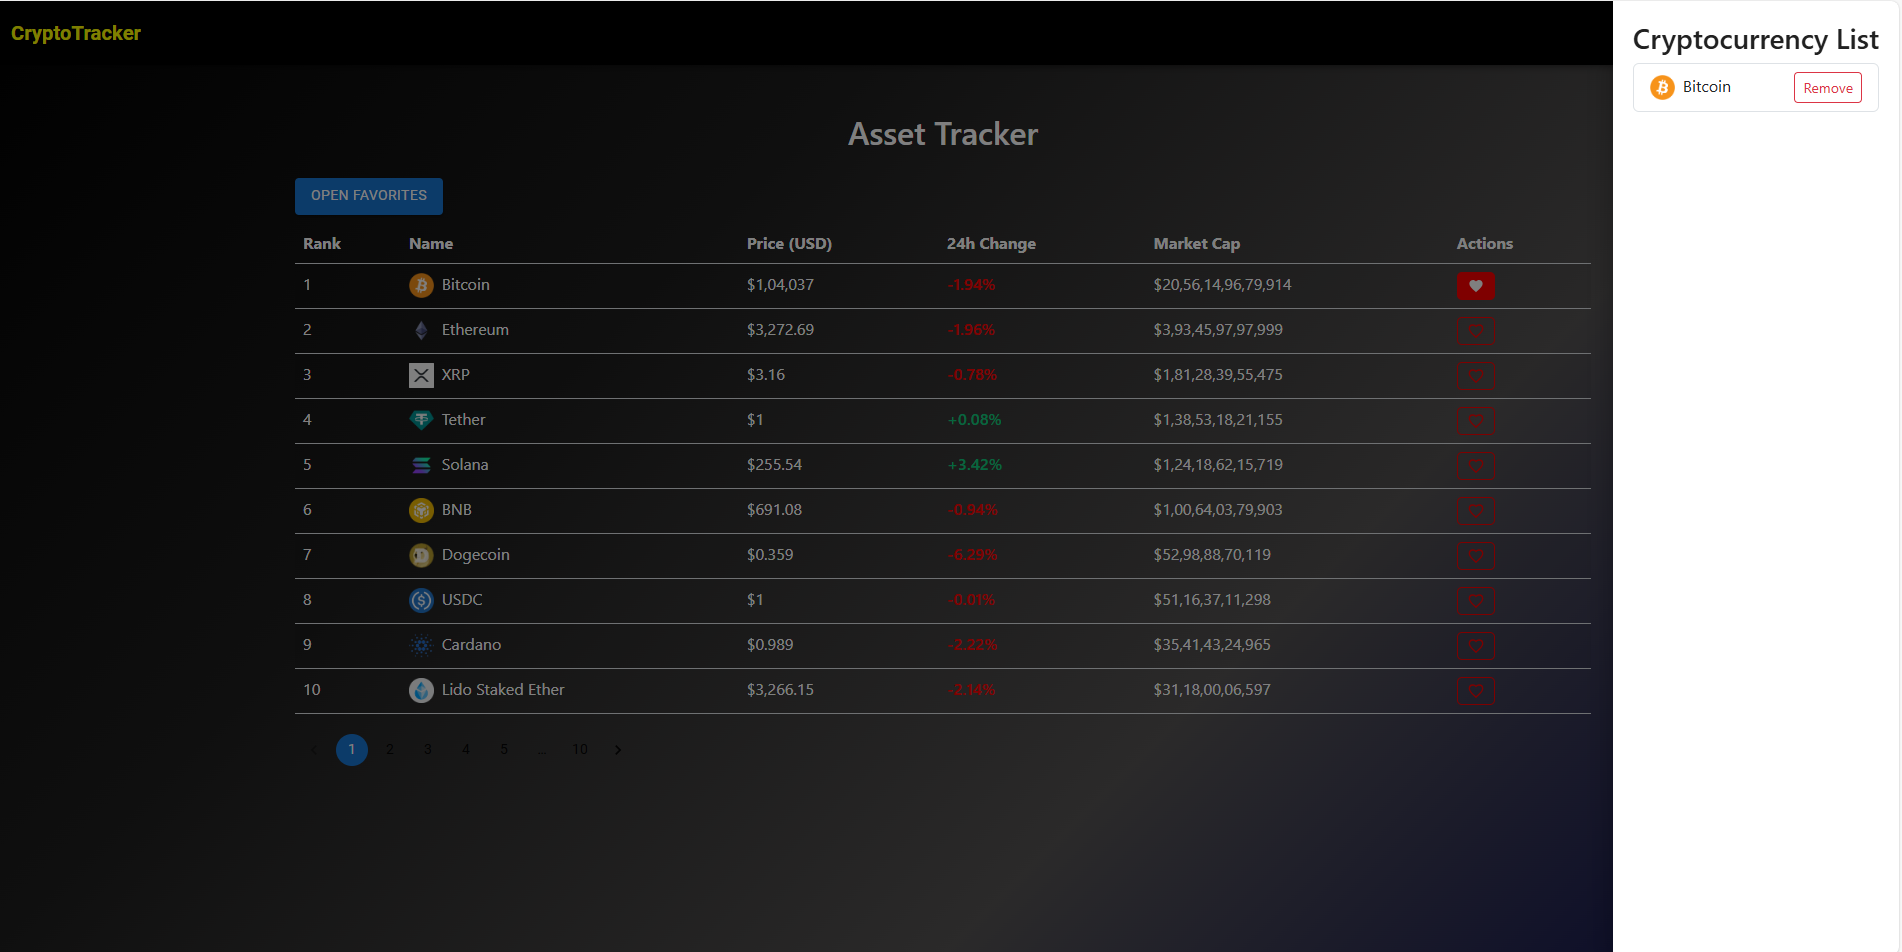 CryptoTracker
Asset Tracker
OPEN FAVORITES
Rank Name Price (USD) 24h Change Market Cap Actions
1 Bitcoin $1,04,037 -1.94% $20,56,14,96,79,914
2 Ethereum $3,272.69 -1.96% $3,93,45,97,97,999
3 XRP $3.16 -0.78% $1,81,28,39,55,475
4 Tether $1 +0.08% $1,38,53,18,21,155
5 Solana $255.54 +3.42% $1,24,18,62,15,719
6 BNB $691.08 -0.94% $1,00,64,03,79,903
7 Dogecoin $0.359 -6.29% $52,98,88,70,119
8 USDC $1 -0.01% $51,16,37,11,298
9 Cardano $0.989 -2.22% $35,41,43,24,965
10 Lido Staked Ether $3,266.15 -2.14% $31,18,00,06,597
1 2 3 4 5 ... 10
Cryptocurrency List
Bitcoin Remove